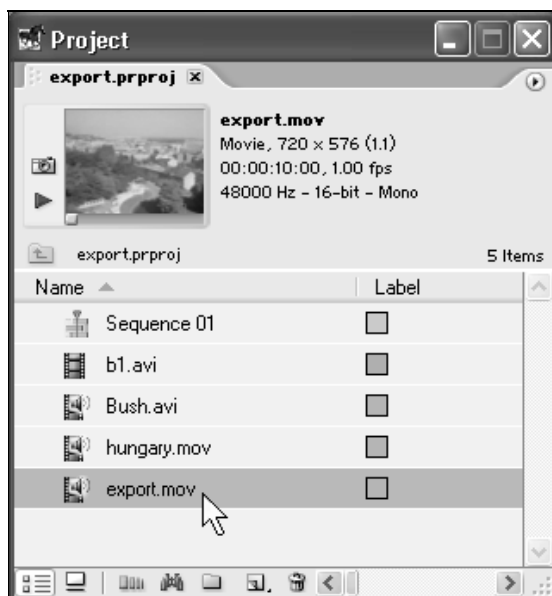 Project
export.prproj
export.mov
Movie, 720 × 576 (1.1)
00:00:10:00, 1.00 fps
48000 Hz - 16-bit - Mono
export.prproj 5 Items
Name Label
Sequence 01
b1.avi
Bush.avi
hungary.mov
export.mov